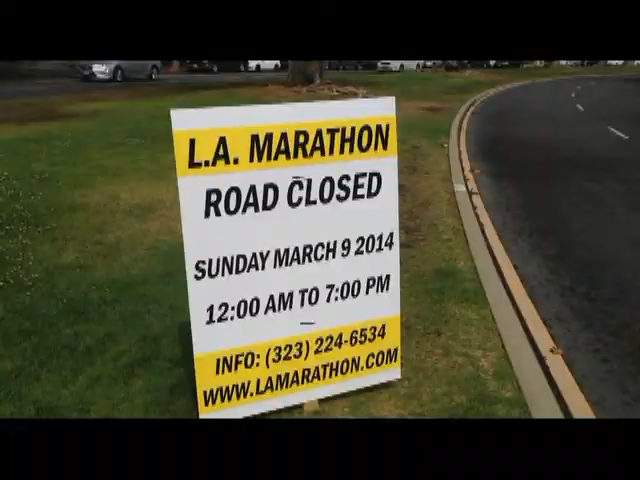 L.A. MARATHON
ROAD CLOSED
SUNDAY MARCH 9 2014
12:00 AM TO 7:00 PM
INFO: (323) 224-6534
WWW.LAMARATHON.COM